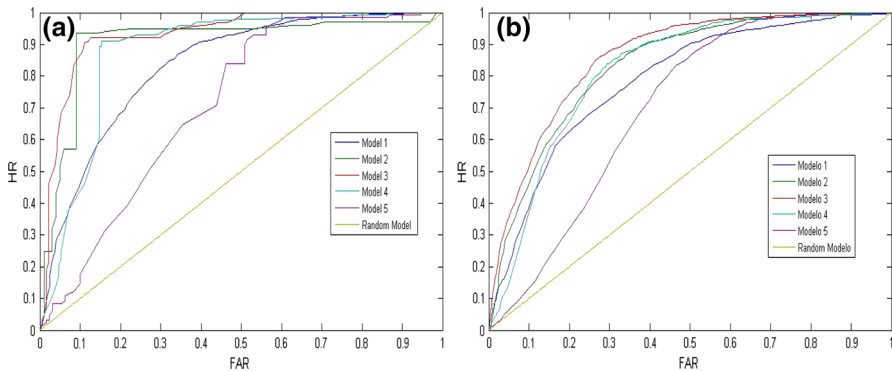 (a)
1
0.9
0.8
0.7
0.6
0.5
0.4
0.3
0.2
0.1
0
HR
0 0.1 0.2 0.3 0.4 0.5 0.6 0.7 0.8 0.9 1
FAR
Model 1
Model 2
Model 3
Model 4
Model 5
Random Model
(b)
1
0.9
0.8
0.7
0.6
0.5
0.4
0.3
0.2
0.1
0
HR
0 0.1 0.2 0.3 0.4 0.5 0.6 0.7 0.8 0.9 1
FAR
Modelo 1
Modelo 2
Modelo 3
Modelo 4
Modelo 5
Random Modelo